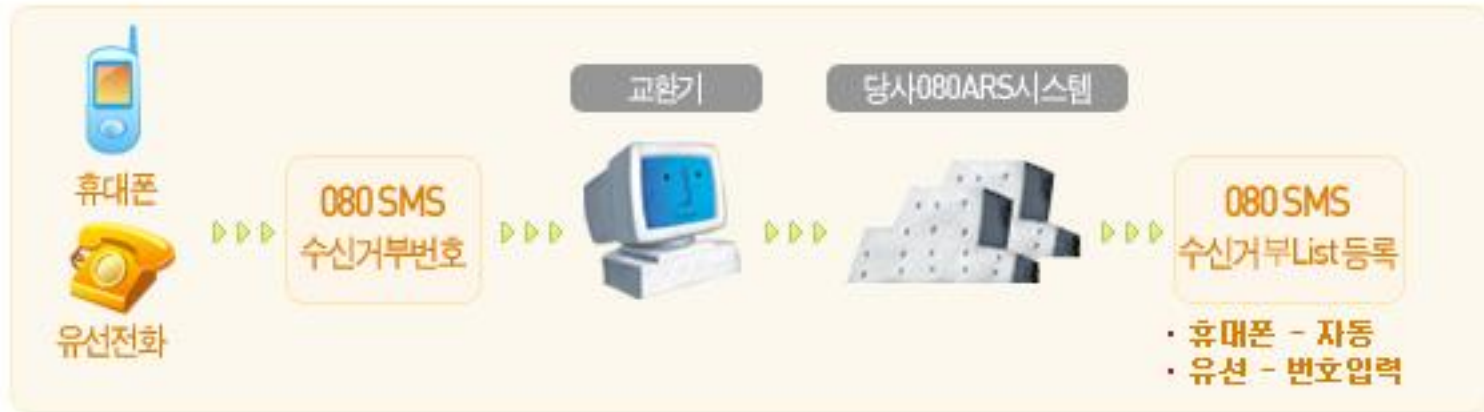 휴대폰
유선전화
080 SMS
수신거부번호
교환기
당사080ARS시스템
080 SMS
수신거부List 등록
· 휴대폰 - 자동
· 유선 - 번호입력